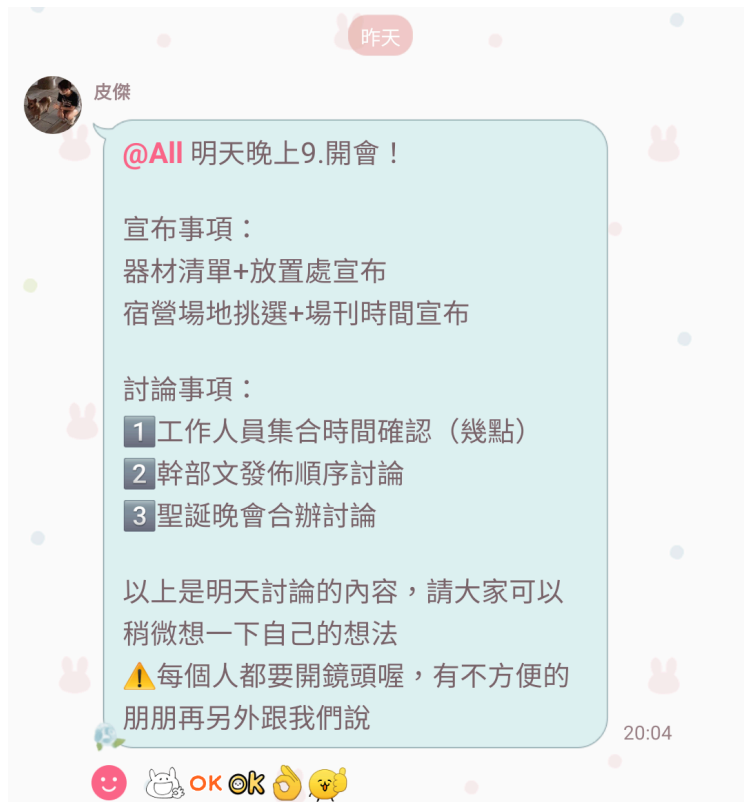 昨天
皮傑
@All 明天晚上9.開會！
宣布事項：
器材清單+放置處宣布
宿營場地挑選+場刊時間宣布
討論事項：
1️⃣工作人員集合時間確認（幾點）
2️⃣幹部文發佈順序討論
3️⃣聖誕晚會合辦討論
以上是明天討論的內容，請大家可以
稍微想一下自己的想法
⚠️每個人都要開鏡頭喔，有不方便的
朋朋再另外跟我們說
20:04
OK OK